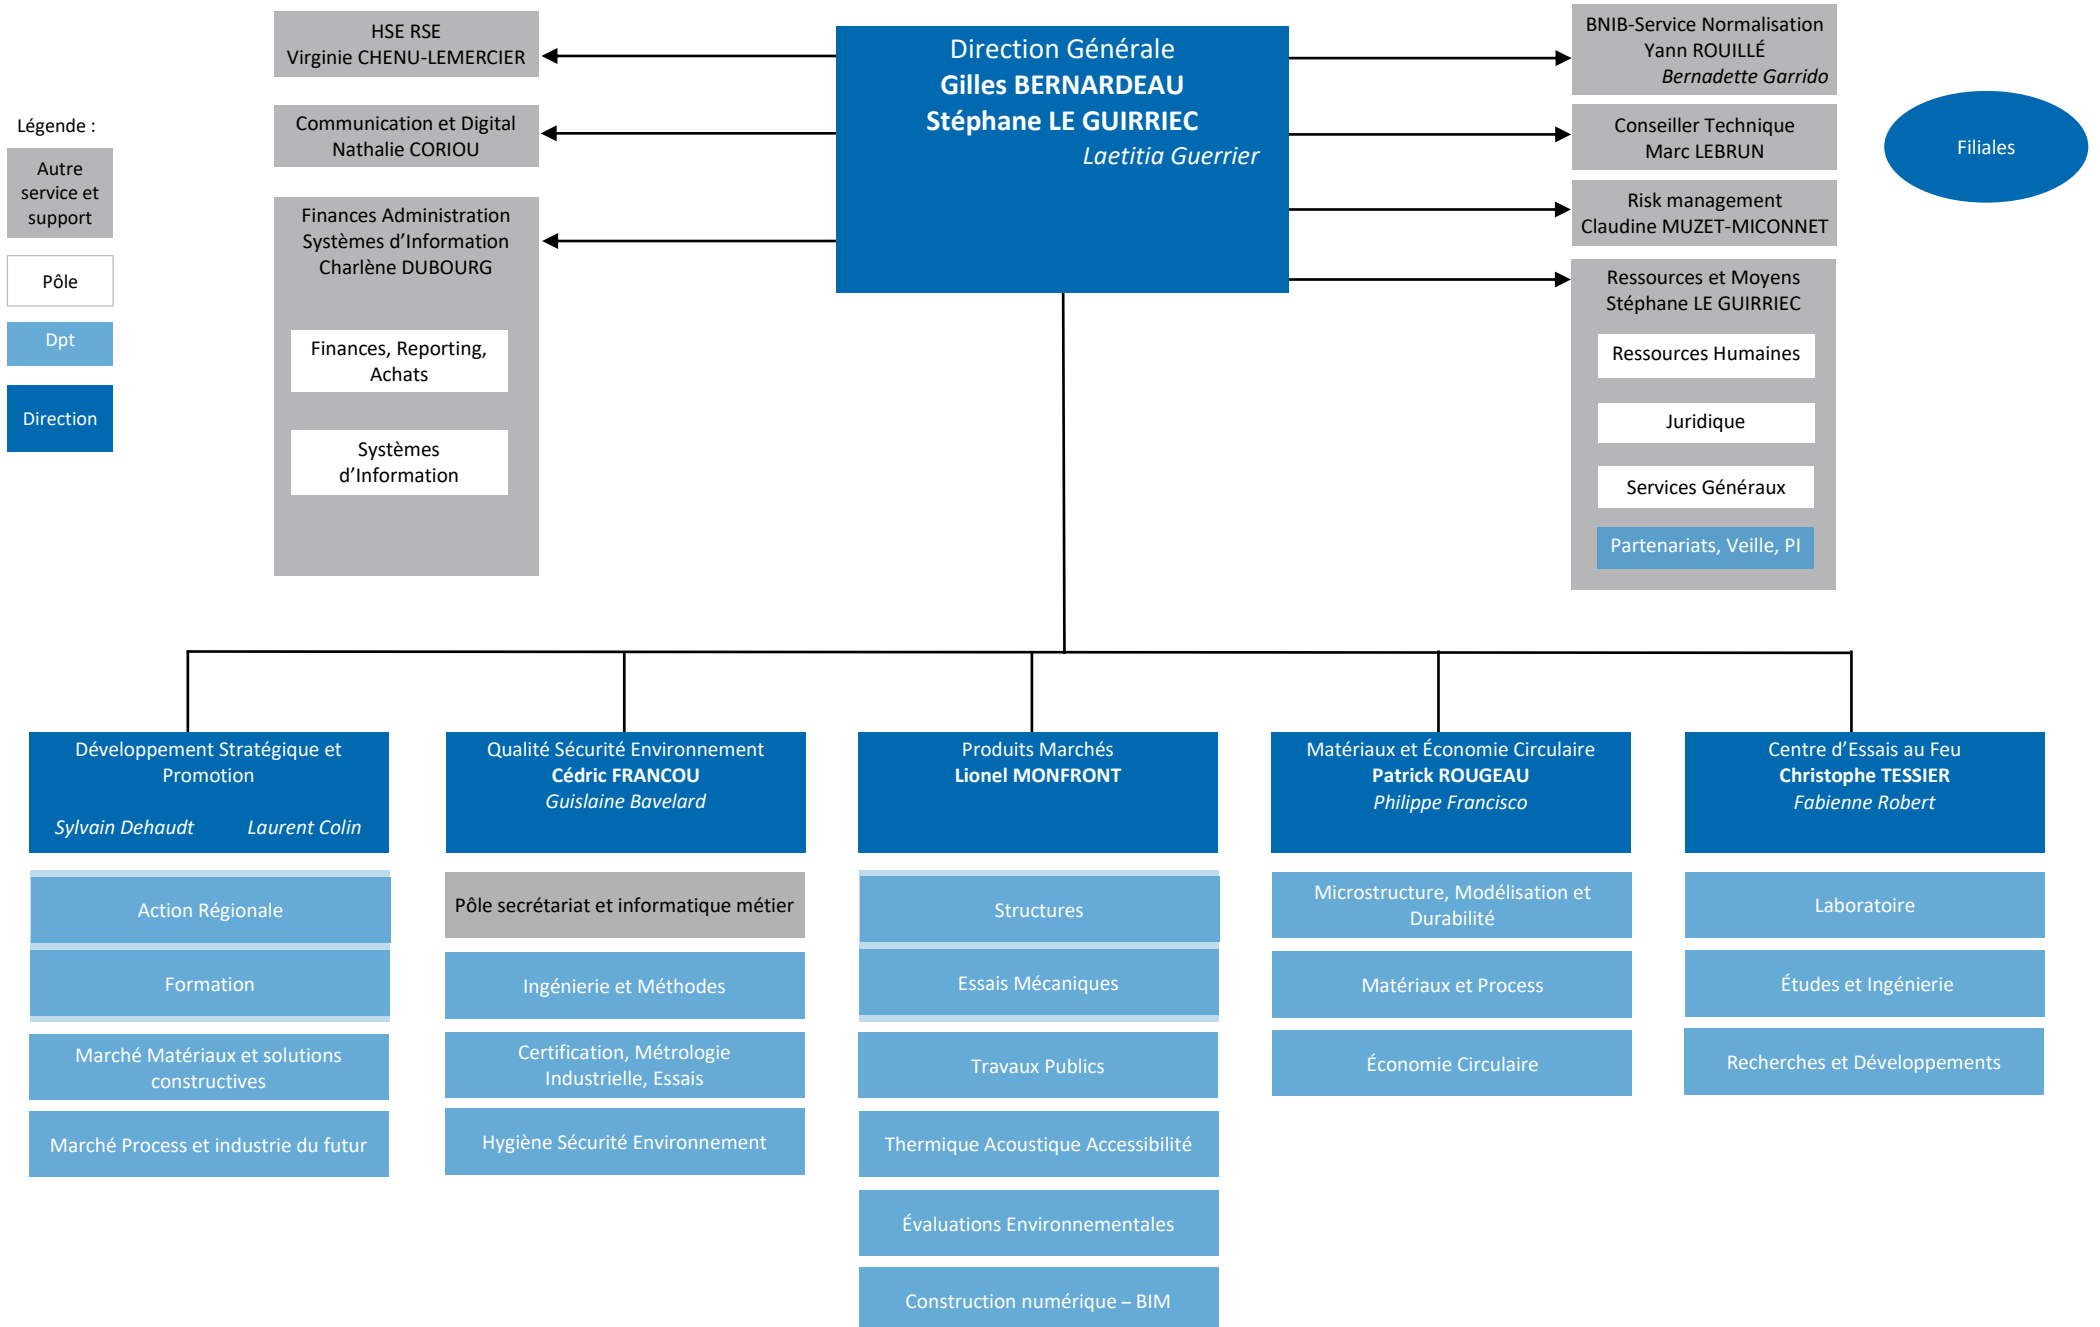 HSE RSE
Virginie CHENU-LEMERCIER
Communication et Digital
Nathalie CORIOU
Finances Administration
Systèmes d’Information
Charlène DUBOURG
Finances, Reporting,
Achats
Systèmes
d’Information
Légende :
Autre
service et
support
Pôle
Dpt
Direction
Direction Générale
Gilles BERNARDEAU
Stéphane LE GUIRRIEC
Laetitia Guerrier
BNIB-Service Normalisation
Yann ROUILLÉ
Bernadette Garrido
Conseiller Technique
Marc LEBRUN
Risk management
Claudine MUZET-MICONNET
Ressources et Moyens
Stéphane LE GUIRRIEC
Ressources Humaines
Juridique
Services Généraux
Partenariats, Veille, PI
Filiales
Développement Stratégique et
Promotion
Sylvain Dehaudt Laurent Colin
Action Régionale
Formation
Marché Matériaux et solutions
constructives
Marché Process et industrie du futur
Qualité Sécurité Environnement
Cédric FRANCOU
Guislaine Bavelard
Pôle secrétariat et informatique métier
Ingénierie et Méthodes
Certification, Métrologie
Industrielle, Essais
Hygiène Sécurité Environnement
Produits Marchés
Lionel MONFRONT
Structures
Essais Mécaniques
Travaux Publics
Thermique Acoustique Accessibilité
Évaluations Environnementales
Construction numérique – BIM
Matériaux et Économie Circulaire
Patrick ROUGEAU
Philippe Francisco
Microstructure, Modélisation et
Durabilité
Matériaux et Process
Économie Circulaire
Centre d’Essais au Feu
Christophe TESSIER
Fabienne Robert
Laboratoire
Études et Ingénierie
Recherches et Développements